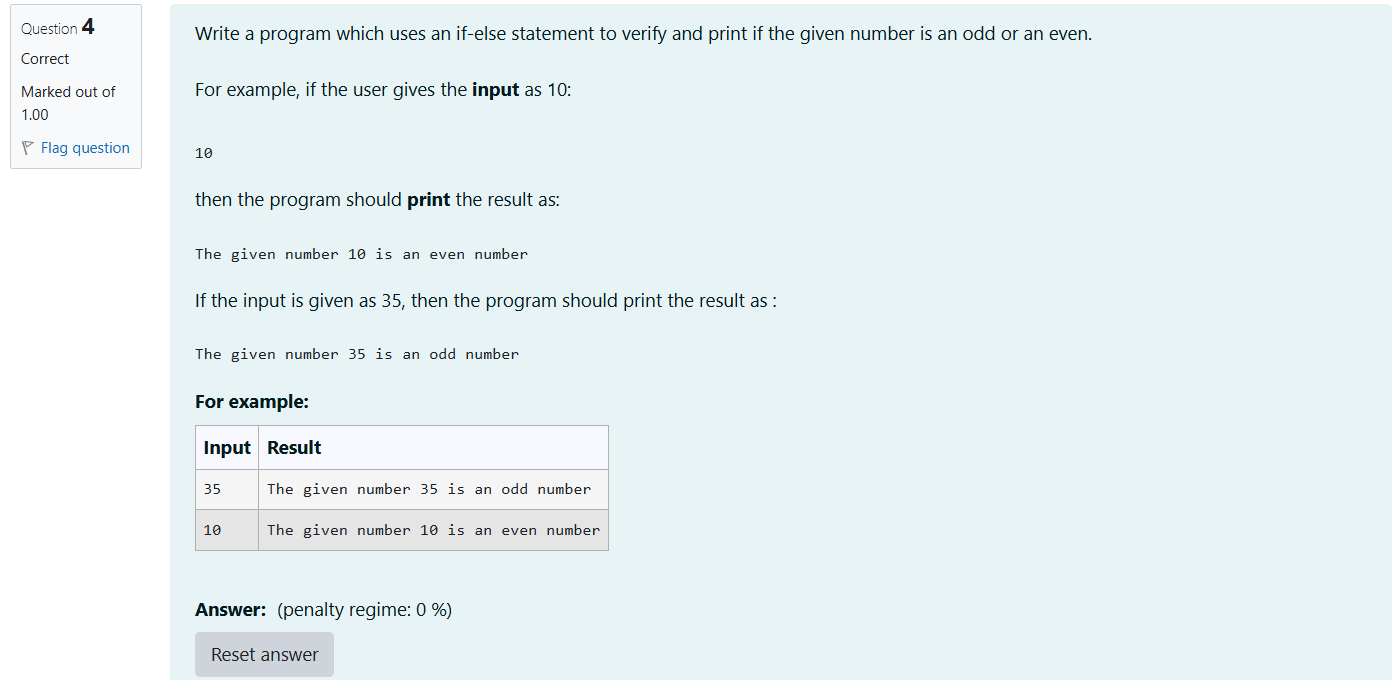 Question 4
Correct
Marked out of
1.00
Flag question
Write a program which uses an if-else statement to verify and print if the given number is an odd or an even.
For example, if the user gives the input as 10:
10
then the program should print the result as:
The given number 10 is an even number
If the input is given as 35, then the program should print the result as :
The given number 35 is an odd number
For example:
Input Result
35 The given number 35 is an odd number
10 The given number 10 is an even number
Answer: (penalty regime: 0 %)
Reset answer